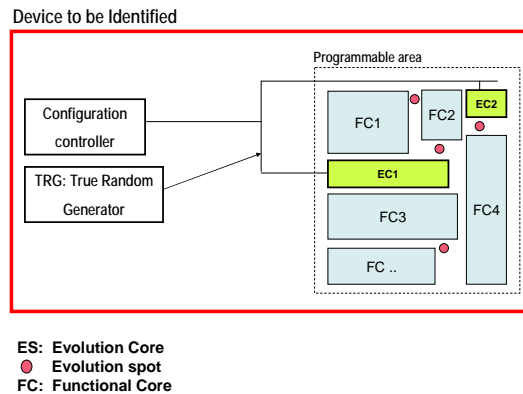 Device to be Identified
Programmable area
Configuration
controller
TRG: True Random
Generator
FC1
FC2
EC2
EC1
FC3
FC4
FC ..
ES: Evolution Core
Evolution spot
FC: Functional Core